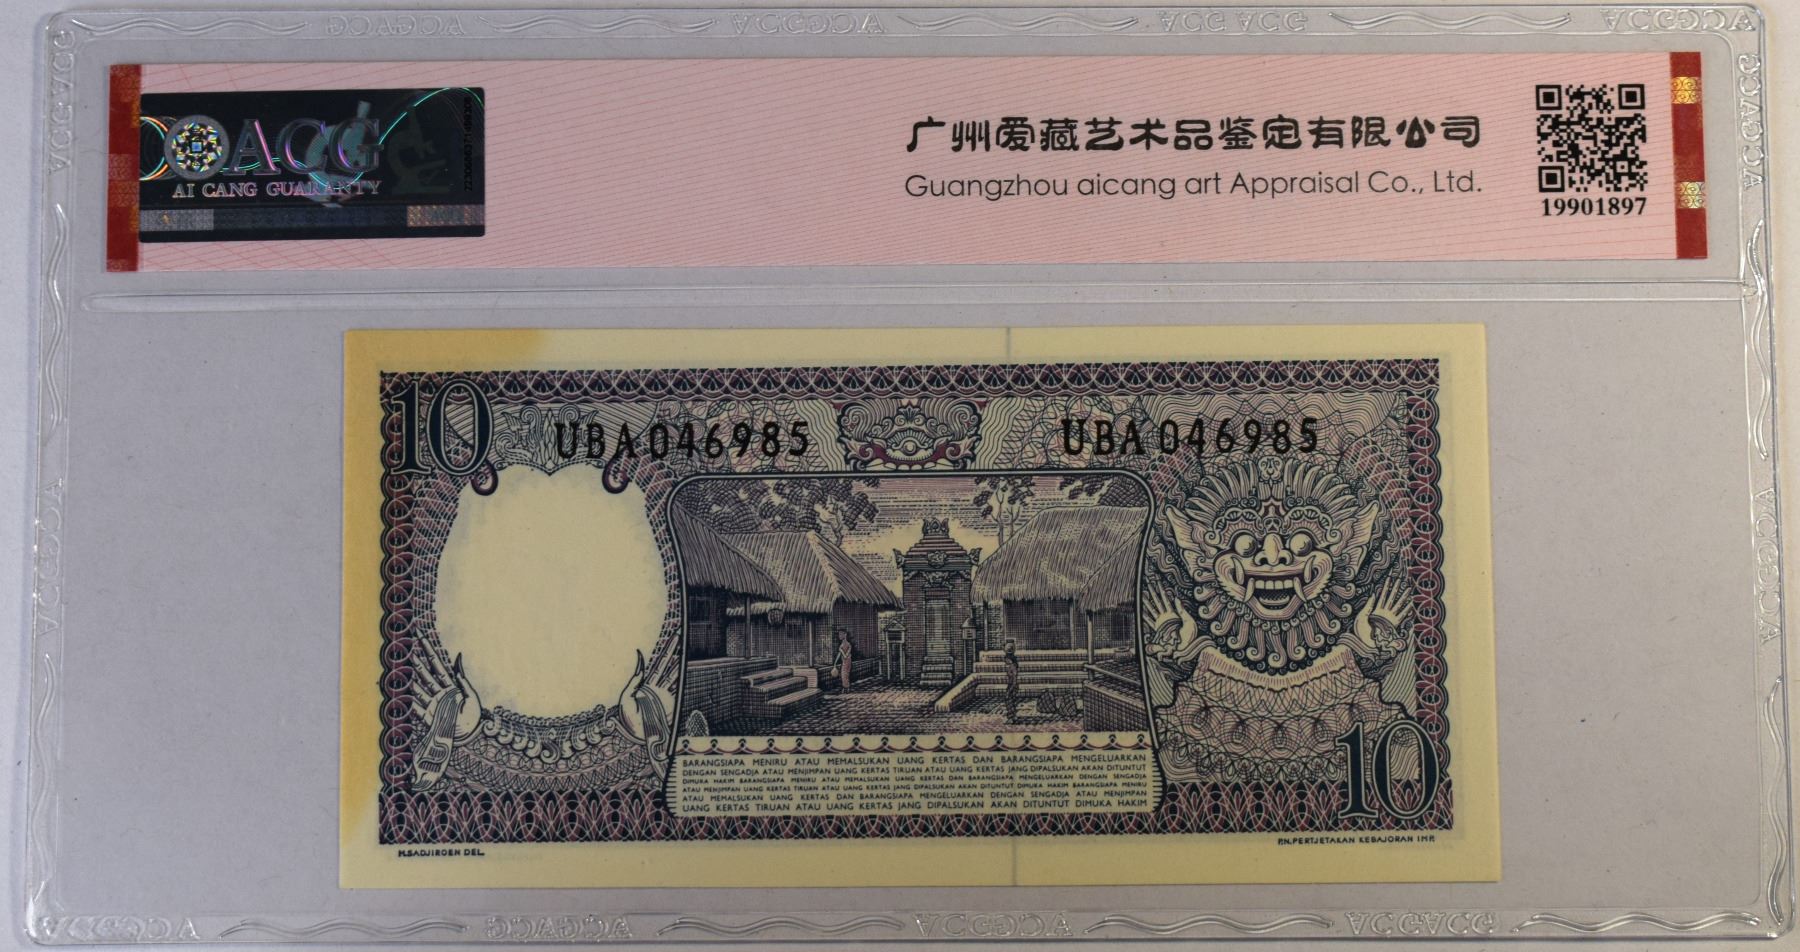 ACG
AI CANG GUARANTY
广州爱藏艺术品鉴定有限公司
Guangzhou aicang art Appraisal Co., Ltd.
19901897
10
UBA 046985
UBA 046985
BARANGSIAPA MENIRU ATAU MEMALSUKAN UANG KERTAS DAN BARANGSIAPA MENGELUARKAN
DENGAN SENGADJA ATAU MENJIMPAN UANG KERTAS TIRUAN ATAU UANG KERTAS JANG DIPALSUKAN AKAN DITUNTUT
DIMUKA HAKIM BARANGSIAPA MENIRU ATAU MEMALSUKAN UANG KERTAS DAN BARANGSIAPA MENGELUARKAN DENGAN SENGADJA
ATAU MENJIMPAN UANG KERTAS TIRUAN ATAU UANG KERTAS JANG DIPALSUKAN AKAN DITUNTUT DIMUKA HAKIM BARANGSIAPA MENIRU
ATAU MEMALSUKAN UANG KERTAS DAN BARANGSIAPA MENGELUARKAN DENGAN SENGADJA ATAU MENJIMPAN
UANG KERTAS TIRUAN ATAU UANG KERTAS JANG DIPALSUKAN AKAN DITUNTUT DIMUKA HAKIM
10
M.SADJIROEN DEL.
P.N.PERTJETAKAN KEBAJORAN IMP.